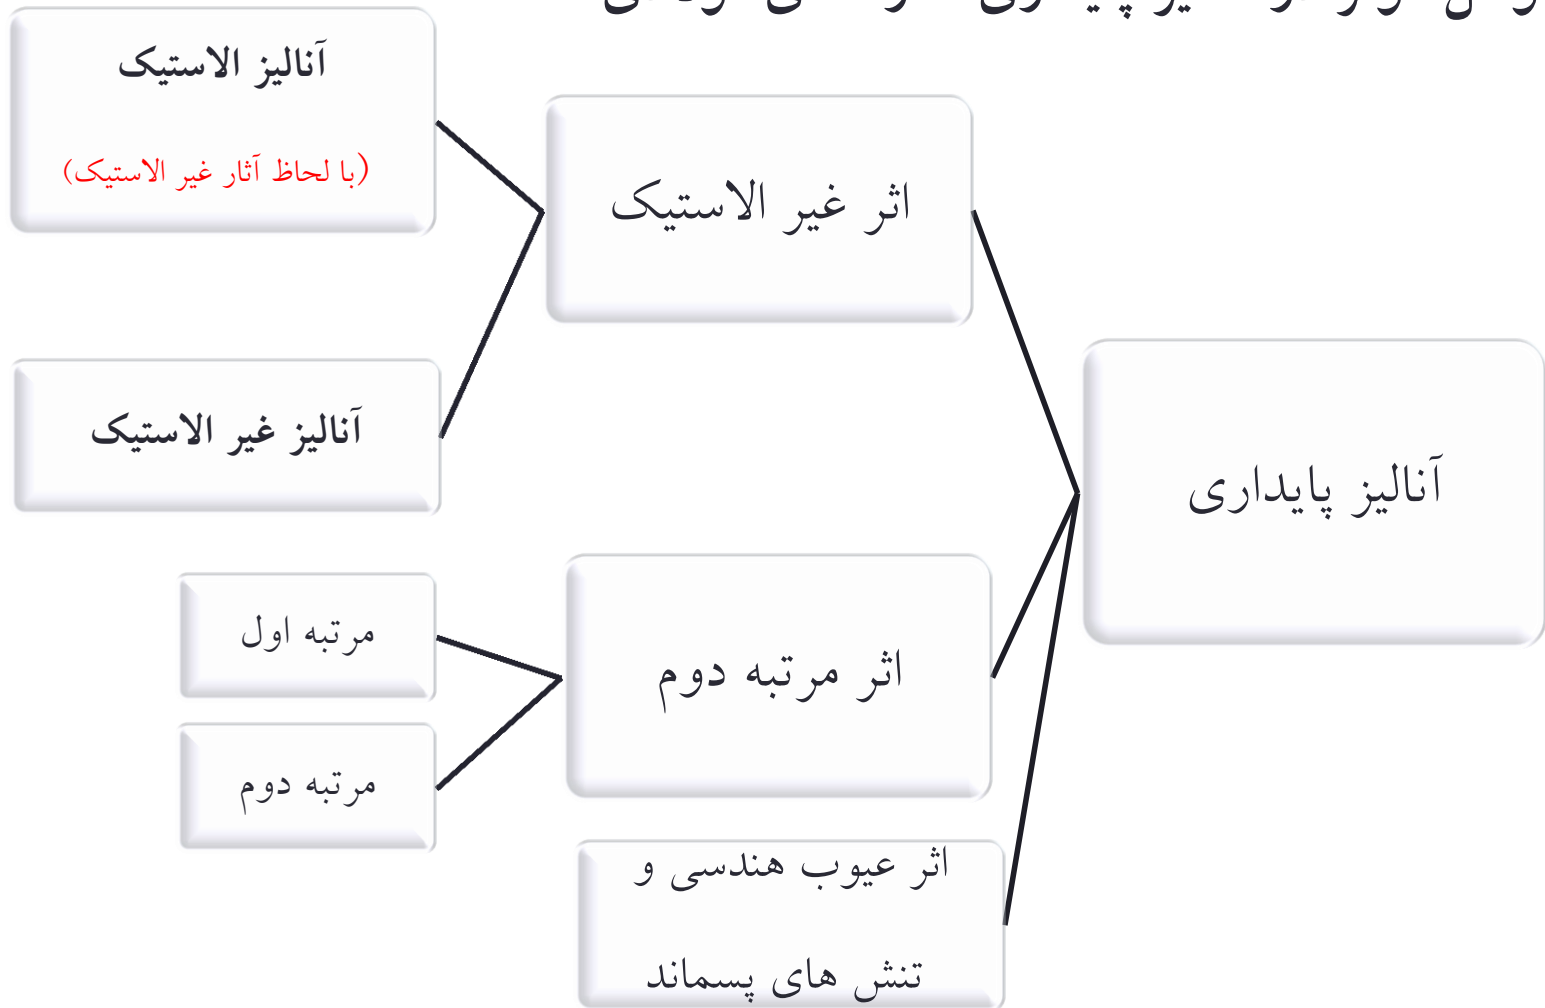 آنالیز پایداری
اثر غیر الاستیک
آنالیز الاستیک
(با لحاظ آثار غیر الاستیک)
آنالیز غیر الاستیک
اثر مرتبه دوم
مرتبه اول
مرتبه دوم
اثر عیوب هندسی و
تنش های پسماند